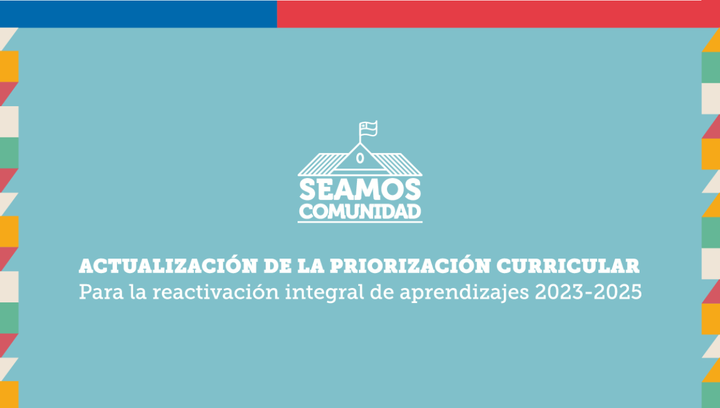 SEAMOS
COMUNIDAD
ACTUALIZACIÓN DE LA PRIORIZACIÓN CURRICULAR
Para la reactivación integral de aprendizajes 2023-2025